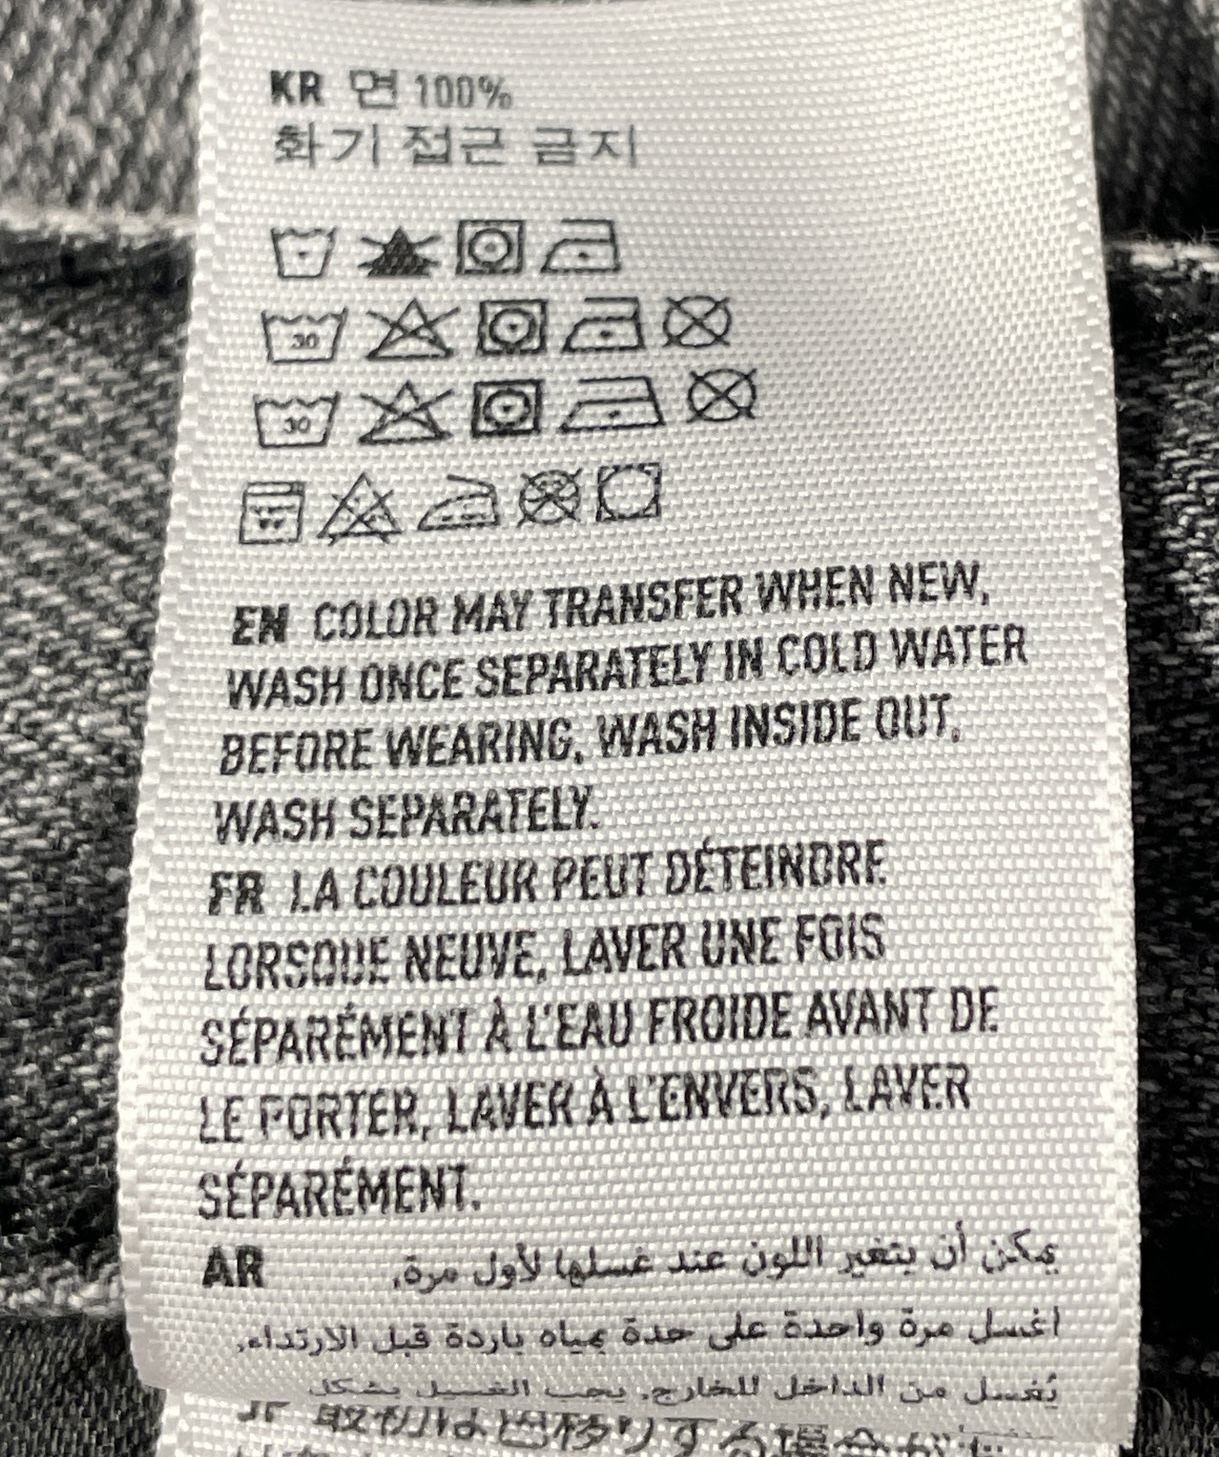 KR 면 100%
화기 접근 금지
30
30
EN COLOR MAY TRANSFER WHEN NEW,
WASH ONCE SEPARATELY IN COLD WATER
BEFORE WEARING, WASH INSIDE OUT,
WASH SEPARATELY.
FR LA COULEUR PEUT DÉTEINDRE
LORSQUE NEUVE, LAVER UNE FOIS
SÉPARÉMENT À L'EAU FROIDE AVANT DE
LE PORTER, LAVER À L'ENVERS, LAVER
SÉPARÉMENT.
AR يمكن أن يتغير اللون عند غسلها لأول مرة,
اغسل مرة واحدة على حدة بمياه باردة قبل الارتداء,
يُغسل من الداخل للخارج. يجب الغسيل بشكل
JP